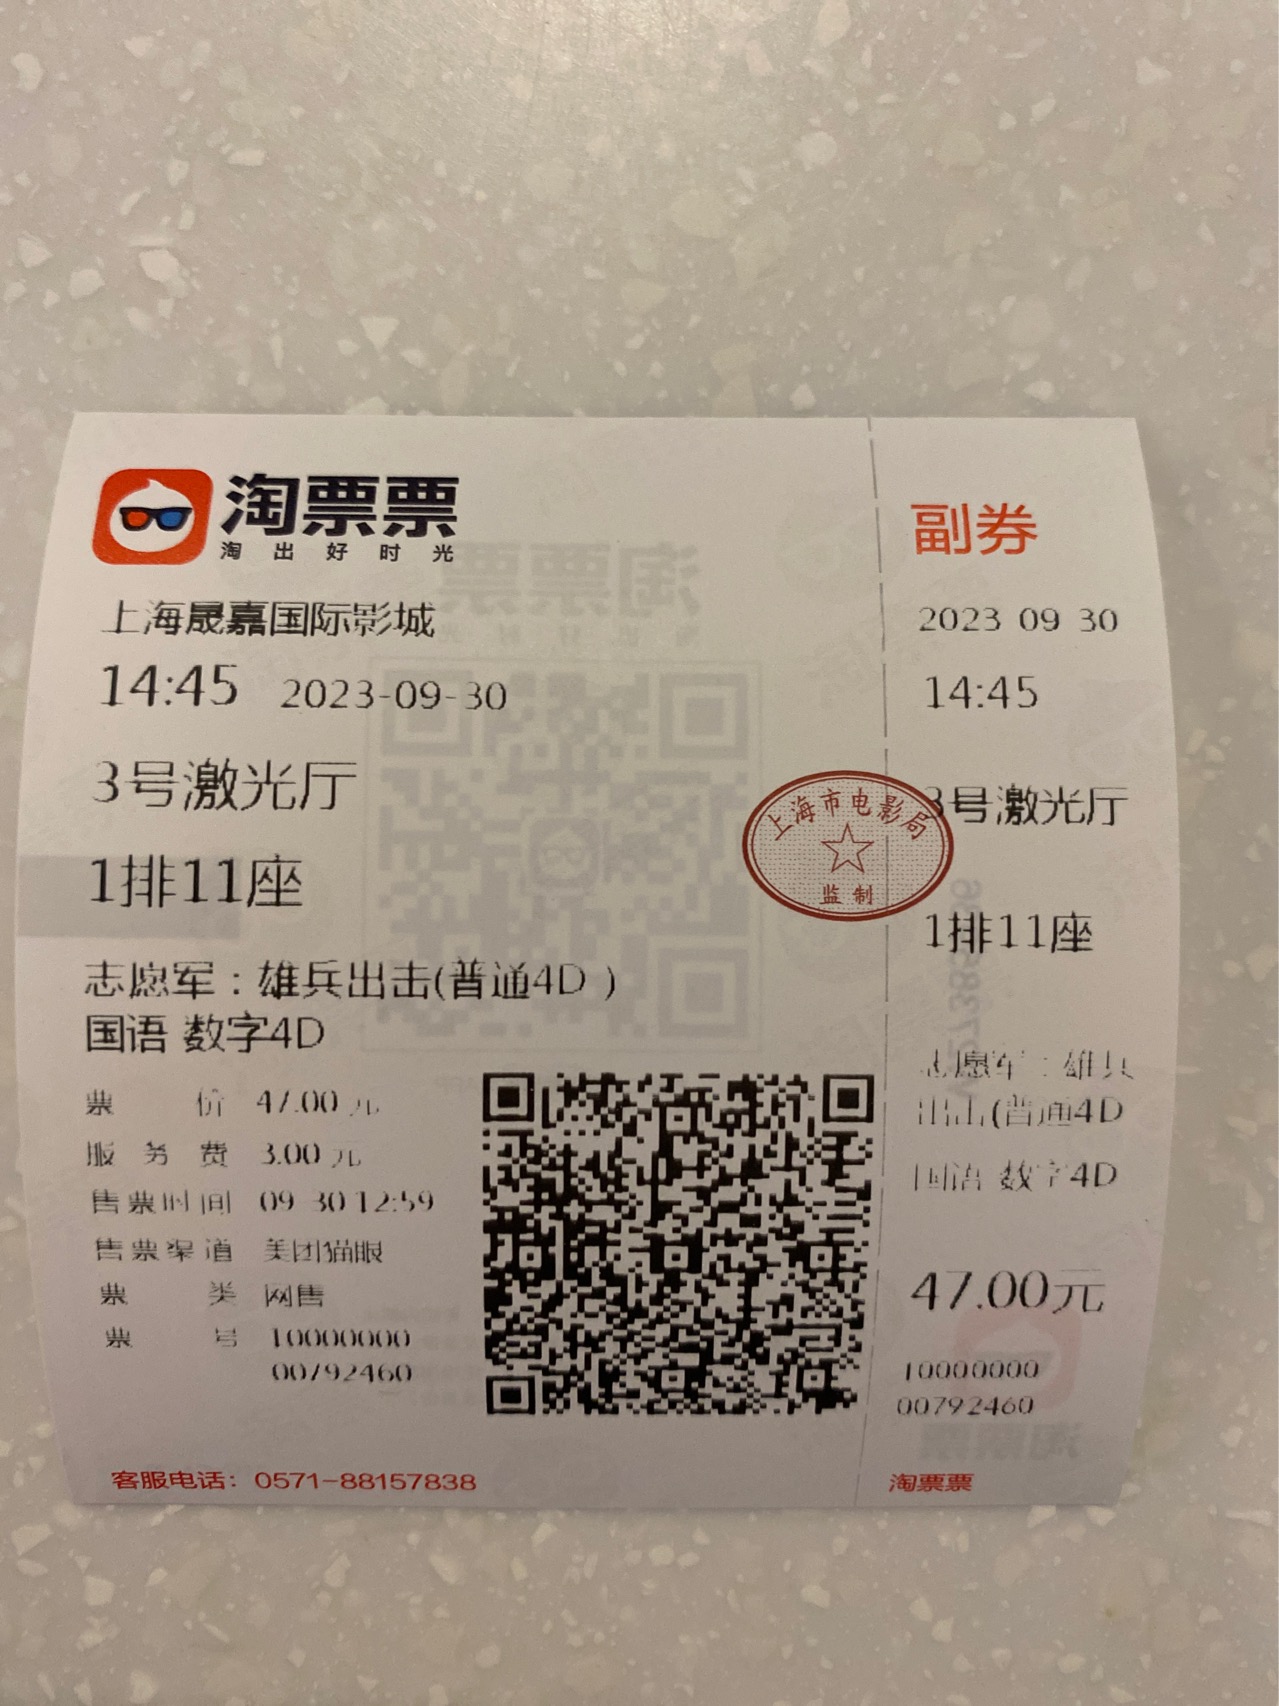 淘票票
淘出好时光
上海晟嘉国际影城
14:45 2023-09-30
3号激光厅
1排11座
志愿军：雄兵出击(普通4D )
国语 数字4D
票 价 47.00 元
服 务 费 3.00 元
售票时间 09-30 12:59
售票渠道 美团猫眼
票 类 网售
票 号 10000000
00792460
客服电话：0571-88157838
副券
2023 09 30
14:45
3号激光厅
上海市电影局
监制
1排11座
志愿军：雄兵
出击(普通4D
国语 数字4D
47.00元
10000000
00792460
淘票票